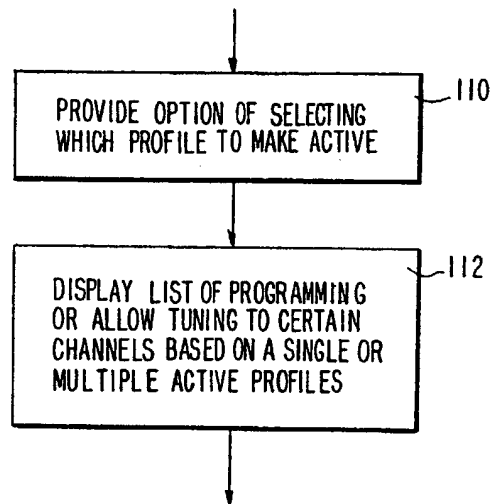 PROVIDE OPTION OF SELECTING
WHICH PROFILE TO MAKE ACTIVE
110
DISPLAY LIST OF PROGRAMMING
OR ALLOW TUNING TO CERTAIN
CHANNELS BASED ON A SINGLE OR
MULTIPLE ACTIVE PROFILES
112